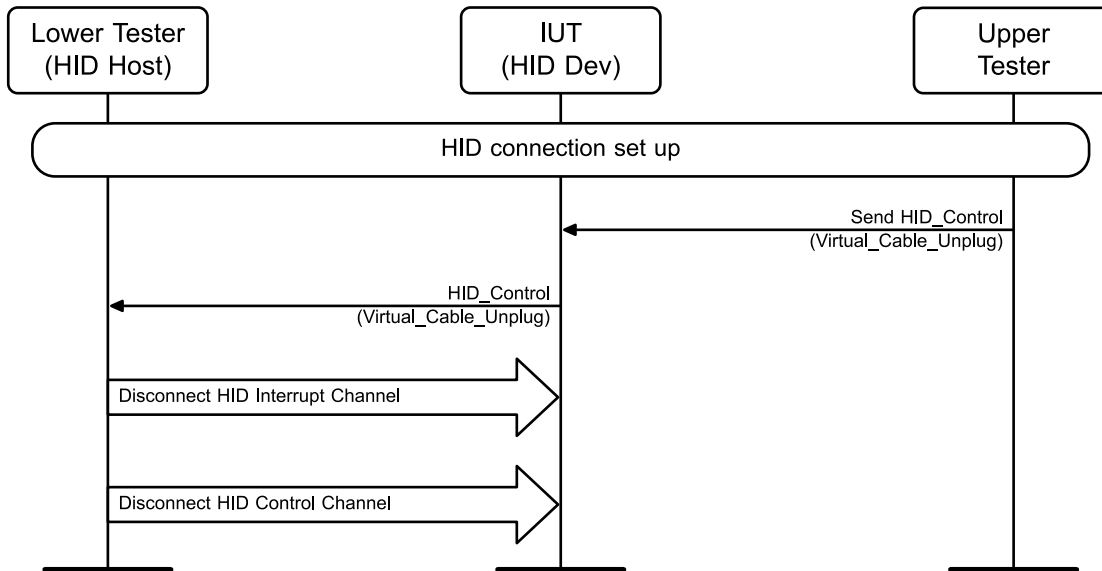 Lower Tester
(HID Host)
IUT
(HID Dev)
Upper
Tester
HID connection set up
Send HID_Control
(Virtual_Cable_Unplug)
HID_Control
(Virtual_Cable_Unplug)
Disconnect HID Interrupt Channel
Disconnect HID Control Channel